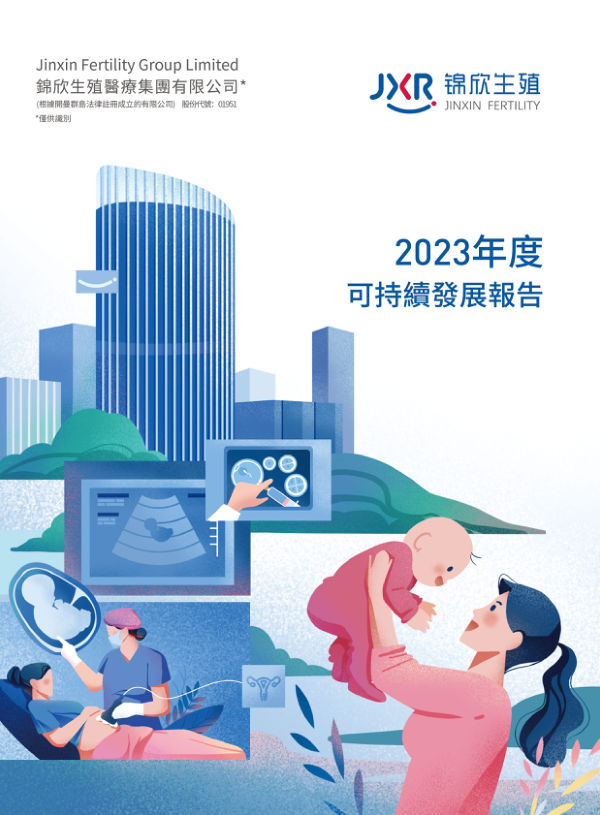 Jinxin Fertility Group Limited
錦欣生殖醫療集團有限公司*
(根據開曼群島法律註冊成立的有限公司) 股份代號: 01951
*僅供識別
JXR 锦欣生殖
JINXIN FERTILITY
2023年度
可持續發展報告